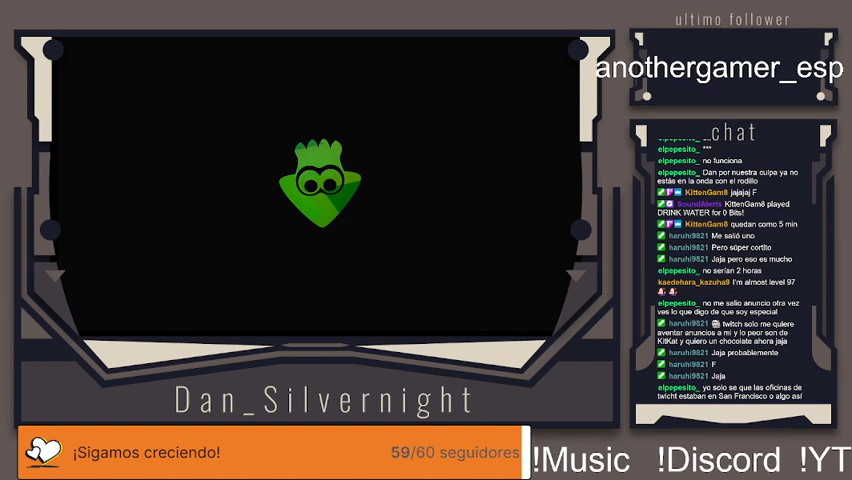 ultimo follower
anothergamer_esp
chat
elpepesito_ ***
elpepesito_ no funciona
elpepesito_ Dan por nuestra culpa ya no
estás en la onda con el rodillo
KittenGam8 jajajaj F
SoundAlerts KittenGam8 played
DRINK WATER for 0 Bits!
KittenGam8 quedan como 5 min
haruhi9821 Me salió uno
haruhi9821 Pero súper cortito
haruhi9821 Jaja pero eso es mucho
elpepesito_ no serían 2 horas
kaedehara_kazuha9 I'm almost level 97
elpepesito_ no me salio anuncio otra vez
ves lo que digo de que soy especial
haruhi9821 twitch solo me quiere
aventar anuncios a mi y lo peor son de
KitKat y quiero un chocolate ahora jaja
haruhi9821 Jaja probablemente
haruhi9821 F
haruhi9821 Jaja
elpepesito_ yo solo se que las oficinas de
twicht estaban en San Francisco o algo así
Dan_Silvernight
¡Sigamos creciendo! 59/60 seguidores
!Music !Discord !YT